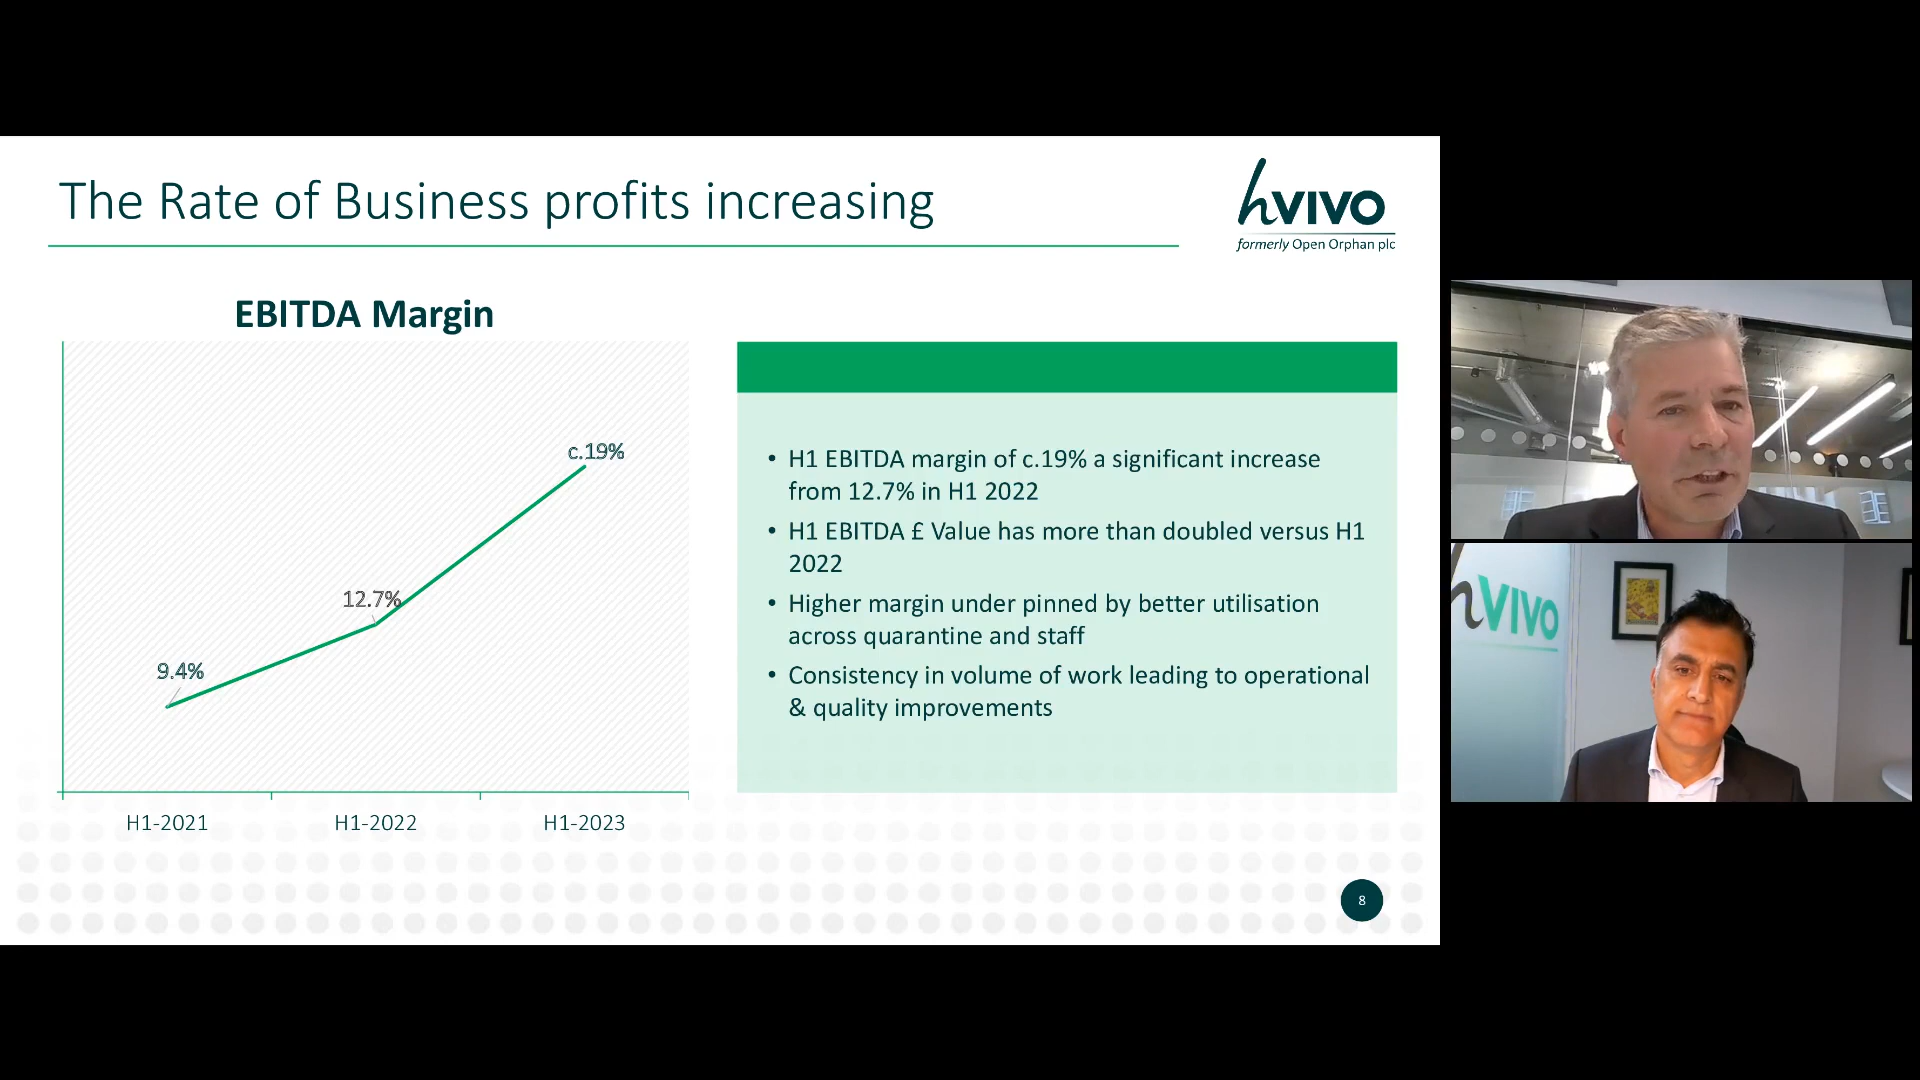 The Rate of Business profits increasing
hVIVO
formerly Open Orphan plc
EBITDA Margin
c.19%
12.7%
9.4%
H1-2021
H1-2022
H1-2023
• H1 EBITDA margin of c.19% a significant increase
from 12.7% in H1 2022
• H1 EBITDA £ Value has more than doubled versus H1
2022
• Higher margin under pinned by better utilisation
across quarantine and staff
• Consistency in volume of work leading to operational
& quality improvements
8
hVIVO